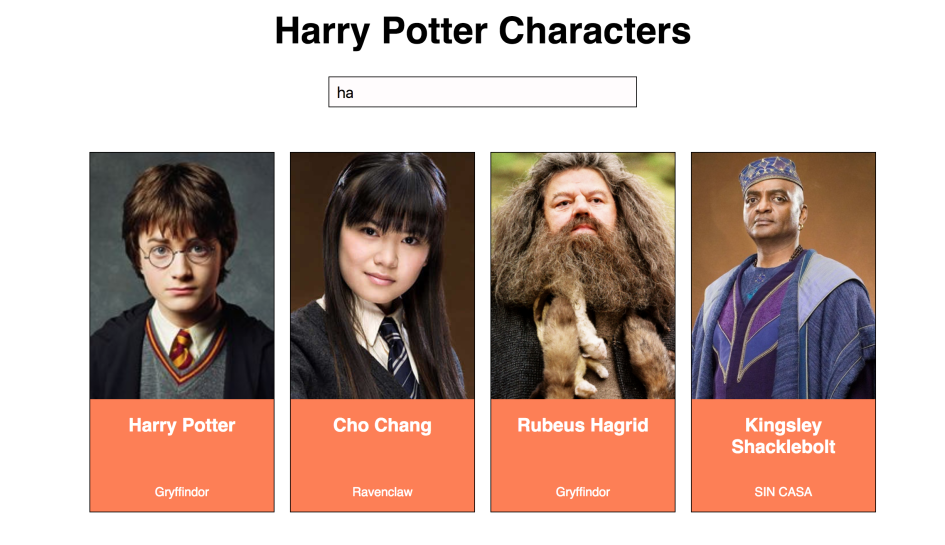 Harry Potter Characters
ha
Harry Potter
Cho Chang
Rubeus Hagrid
Kingsley
Shacklebolt
Gryffindor
Ravenclaw
Gryffindor
SIN CASA